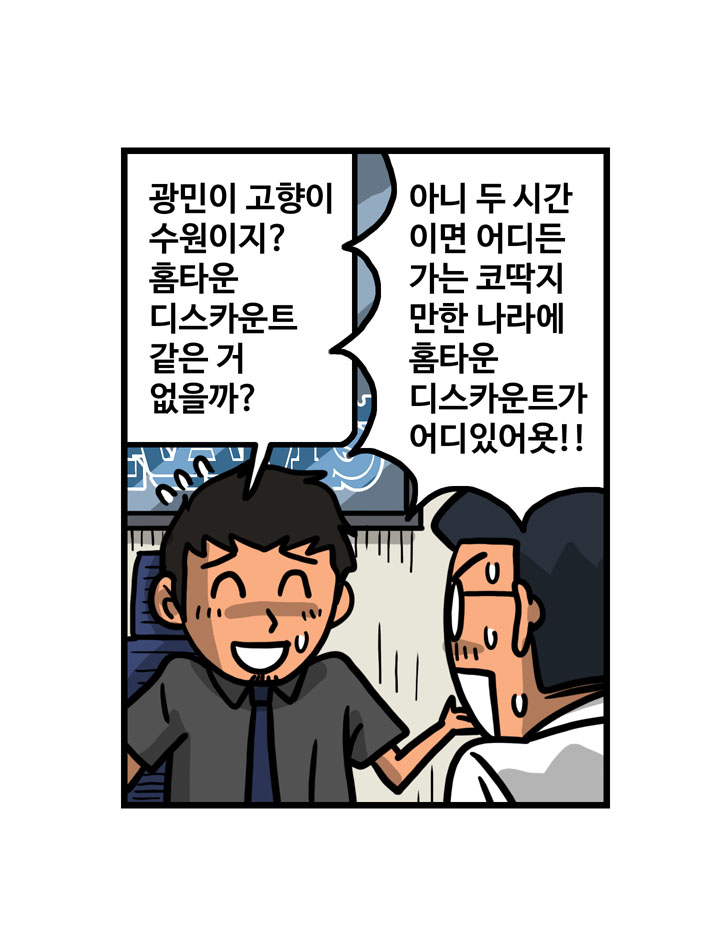 광민이 고향이
수원이지?
홈타운
디스카운트
같은 거
없을까?
아니 두 시간
이면 어디든
가는 코딱지
만한 나라에
홈타운
디스카운트가
어디있어욧!!